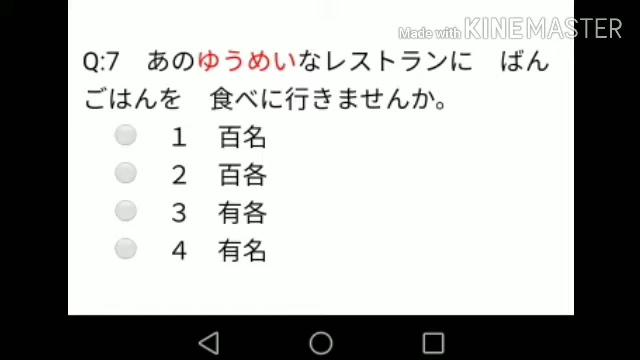 Made with KINEMASTER
Q:7 あのゆうめいなレストランに ばん
ごはんを 食べに行きませんか。
1 百名
2 百各
3 有各
4 有名